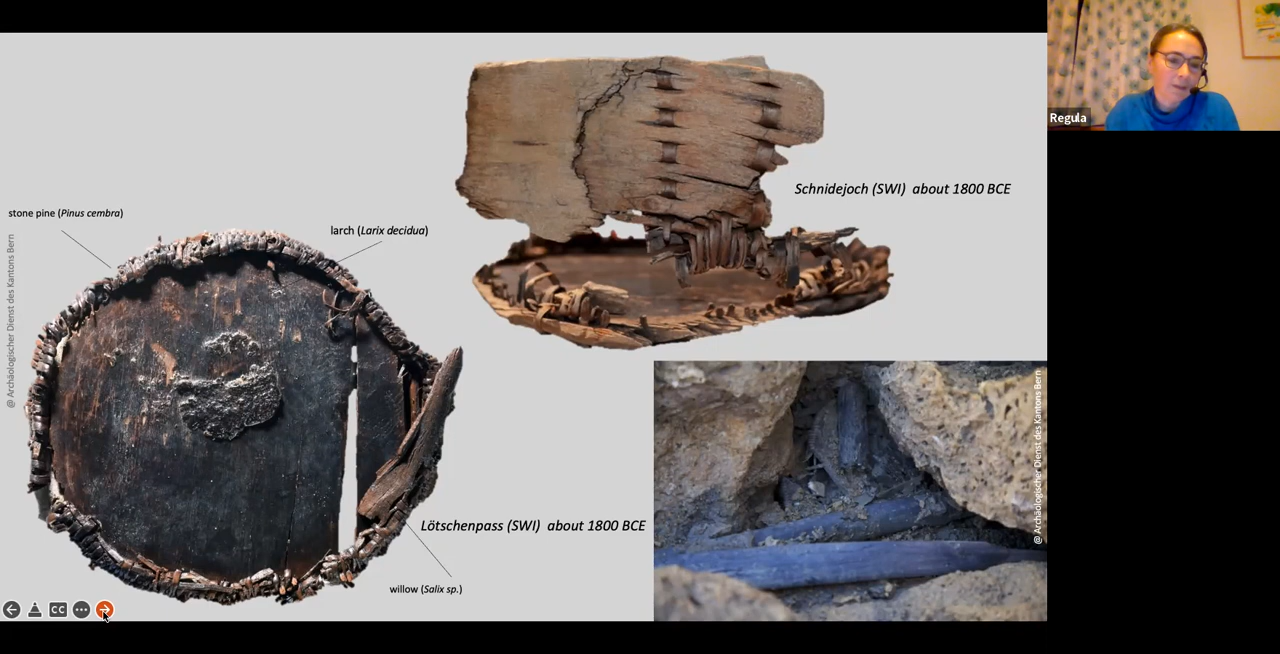 Regula
Schnidejoch (SWI) about 1800 BCE
stone pine (Pinus cembra)
larch (Larix decidua)
@ Archäologischer Dienst des Kantons Bern
@ Archäologischer Dienst des Kantons Bern
Lötschenpass (SWI) about 1800 BCE
willow (Salix sp.)
CC